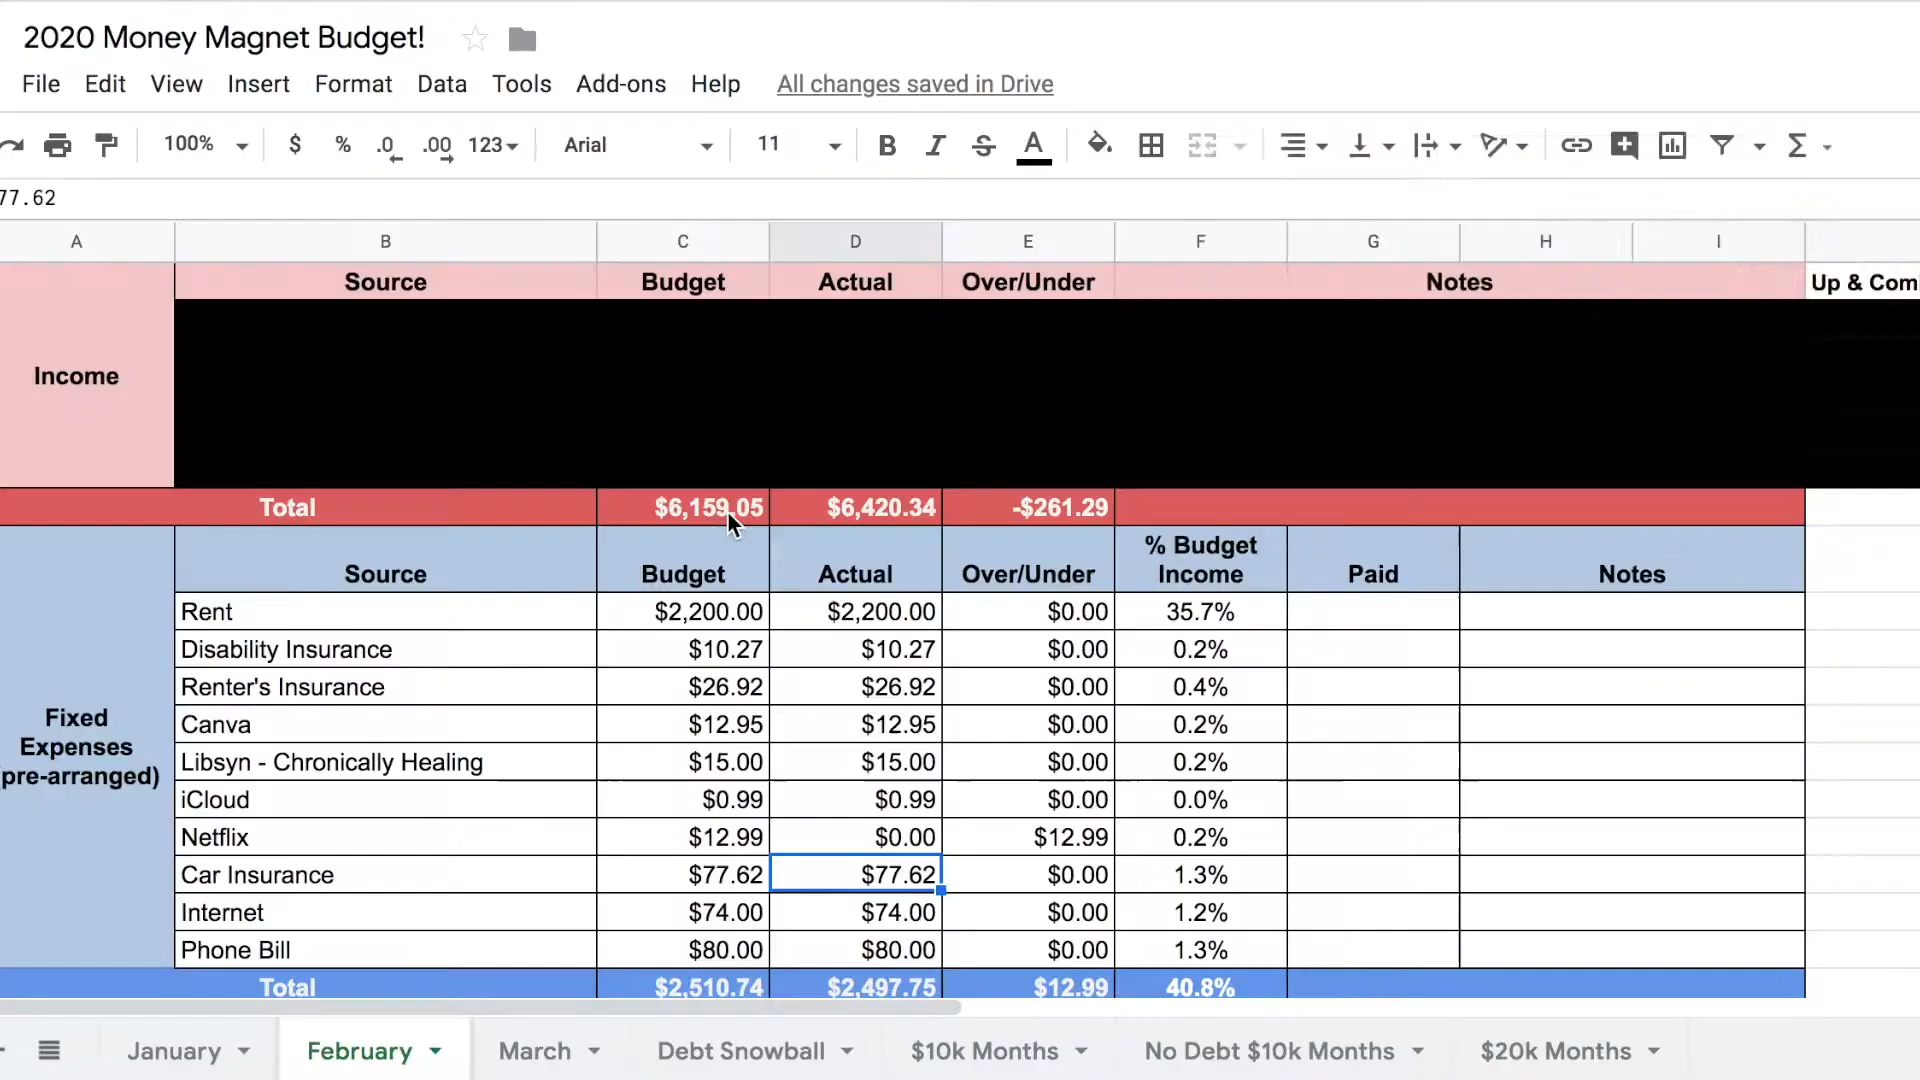 2020 Money Magnet Budget!
File Edit View Insert Format Data Tools Add-ons Help All changes saved in Drive
100% $ % .0 .00 123 Arial 11 B I S A Σ
77.62
A B C D E F G H I
Source Budget Actual Over/Under Notes Up & Com
Income
Total $6,159.05 $6,420.34 -$261.29
Source Budget Actual Over/Under % Budget Income Paid Notes
Fixed Expenses pre-arranged)
Rent $2,200.00 $2,200.00 $0.00 35.7%
Disability Insurance $10.27 $10.27 $0.00 0.2%
Renter's Insurance $26.92 $26.92 $0.00 0.4%
Canva $12.95 $12.95 $0.00 0.2%
Libsyn - Chronically Healing $15.00 $15.00 $0.00 0.2%
iCloud $0.99 $0.99 $0.00 0.0%
Netflix $12.99 $0.00 $12.99 0.2%
Car Insurance $77.62 $77.62 $0.00 1.3%
Internet $74.00 $74.00 $0.00 1.2%
Phone Bill $80.00 $80.00 $0.00 1.3%
Total $2,510.74 $2,497.75 $12.99 40.8%
January February March Debt Snowball $10k Months No Debt $10k Months $20k Months